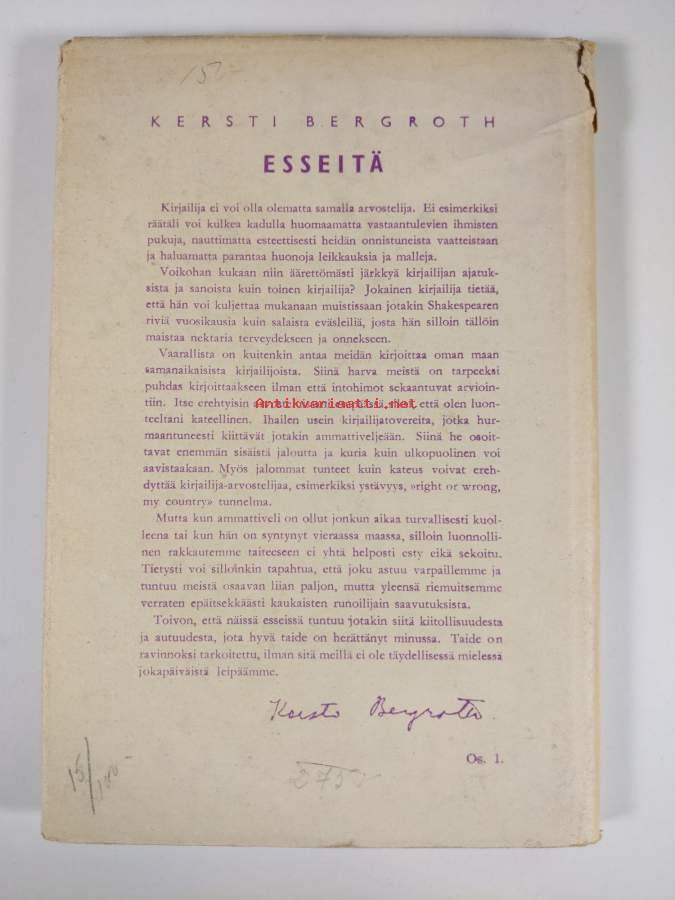 15:-
KERSTI BERGROTH
ESSEITÄ
Kirjailija ei voi olla olematta samalla arvostelija. Ei esimerkiksi
räätäli voi kulkea kadulla huomaamatta vastaantulevien ihmisten
pukuja, nauttimatta esteettisesti heidän onnistuneista vaatteistaan
ja haluamatta parantaa huonoja leikkauksia ja malleja.
Voikohan kukaan niin äärettömästi järkkyä kirjailijan ajatuk-
sista ja sanoista kuin toinen kirjailija? Jokainen kirjailija tietää,
että hän voi kuljettaa mukanaan muistissaan jotakin Shakespearen
riviä vuosikausia kuin salaista eväsleiliä, josta hän silloin tällöin
maistaa nektaria terveydekseen ja onnekseen.
Vaarallista on kuitenkin antaa meidän kirjoittaa oman maan
samanaikaisista kirjailijoista. Siinä harva meistä on tarpeeksi
puhdas kirjoittaakseen ilman että intohimot sekaantuvat arvioin-
tiin. Itse erehtyisin että olen luon-
Antikvariaatti.net
teeltani kateellinen. Ihailen usein kirjailijatovereita, jotka hur-
maantuneesti kiittävät jotakin ammattiveljeään. Siinä he osoit-
tavat enemmän sisäistä jaloutta ja kuria kuin ulkopuolinen voi
aavistaakaan. Myös jalommat tunteet kuin kateus voivat ereh-
dyttää kirjailija-arvostelijaa, esimerkiksi ystävyys, »right or wrong,
my country» tunnelma.
Mutta kun ammattiveli on ollut jonkun aikaa turvallisesti kuol-
leena tai kun hän on syntynyt vieraassa maassa, silloin luonnolli-
nen rakkautemme taiteeseen ei yhtä helposti esty eikä sekoitu.
Tietysti voi silloinkin tapahtua, että joku astuu varpaillemme ja
tuntuu meistä osaavan liian paljon, mutta yleensä riemuitsemme
verraten epäitsekkäästi kaukaisten runoilijain saavutuksista.
Toivon, että näissä esseissä tuntuu jotakin siitä kiitollisuudesta
ja autuudesta, jota hyvä taide on herättänyt minussa. Taide on
ravinnoksi tarkoitettu, ilman sitä meillä ei ole täydellisessä mielessä
jokapäiväistä leipäämme.
Kersti Bergroth.
Os. 1.